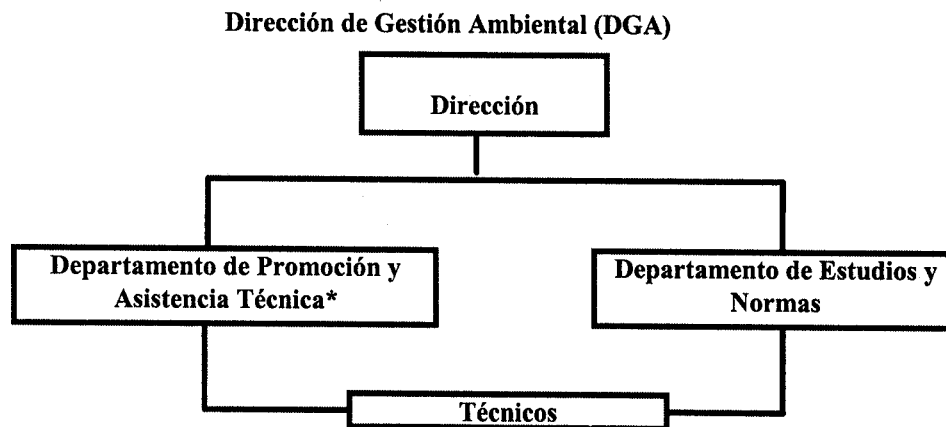 Dirección de Gestión Ambiental (DGA)
Dirección
Departamento de Promoción y
Asistencia Técnica*
Departamento de Estudios y
Normas
Técnicos